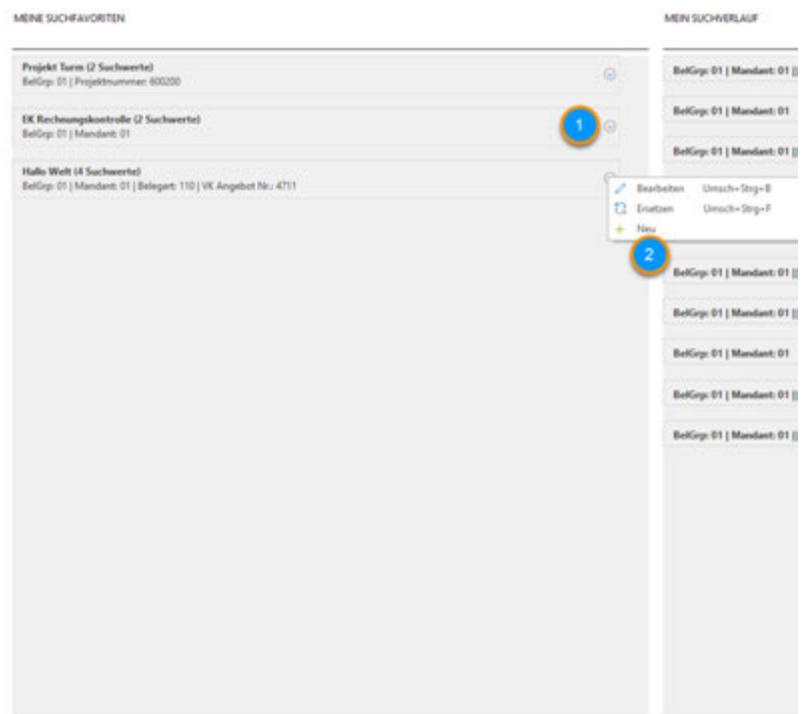 MEINE SUCHFAVORITEN
Projekt Turm (2 Suchwerte)
BelGrp: 01 | Projektnummer: 600200
EK Rechnungskontrolle (2 Suchwerte)
BelGrp: 01 | Mandant: 01
1
Hallo Welt (4 Suchwerte)
BelGrp: 01 | Mandant: 01 | Belegart: 110 | VK Angebot Nr.: 4711
Bearbeiten Umsch+Strg+B
Ersetzen Umsch+Strg+F
Neu
2
MEIN SUCHVERLAUF
BelGrp: 01 | Mandant: 01 |
BelGrp: 01 | Mandant: 01
BelGrp: 01 | Mandant: 01 |
BelGrp: 01 | Mandant: 01 |
BelGrp: 01 | Mandant: 01 |
BelGrp: 01 | Mandant: 01
BelGrp: 01 | Mandant: 01 |
BelGrp: 01 | Mandant: 01 |